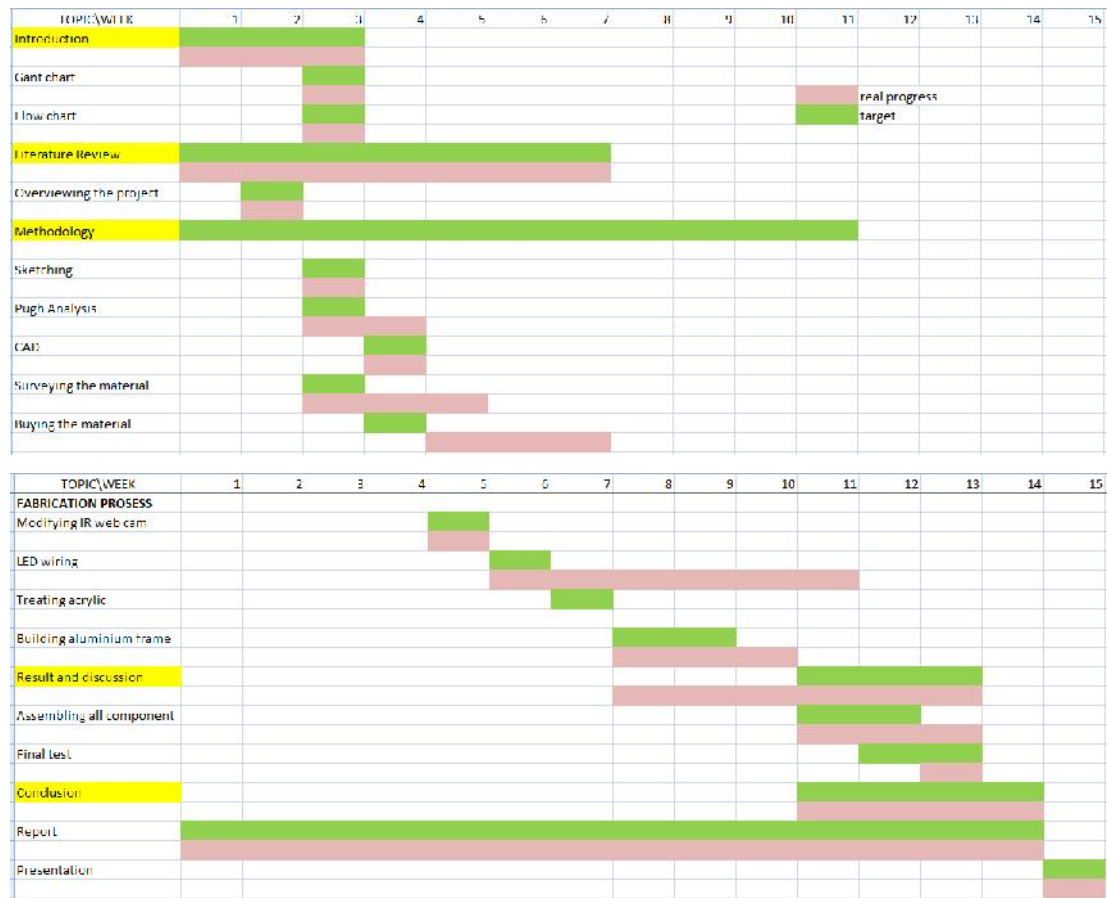 TOPIC\WEEK 1 2 3 4 5 6 7 8 9 10 11 12 13 14 15
Introduction
Gant chart
real progress
Flow chart
target
Literature Review
Overviewing the project
Methodology
Sketching
Pugh Analysis
CAD
Surveying the material
Buying the material
TOPIC\WEEK 1 2 3 4 5 6 7 8 9 10 11 12 13 14 15
FABRICATION PROSESS
Modifying IR web cam
LED wiring
Treating acrylic
Building aluminium frame
Result and discussion
Assembling all component
Final test
Conclusion
Report
Presentation